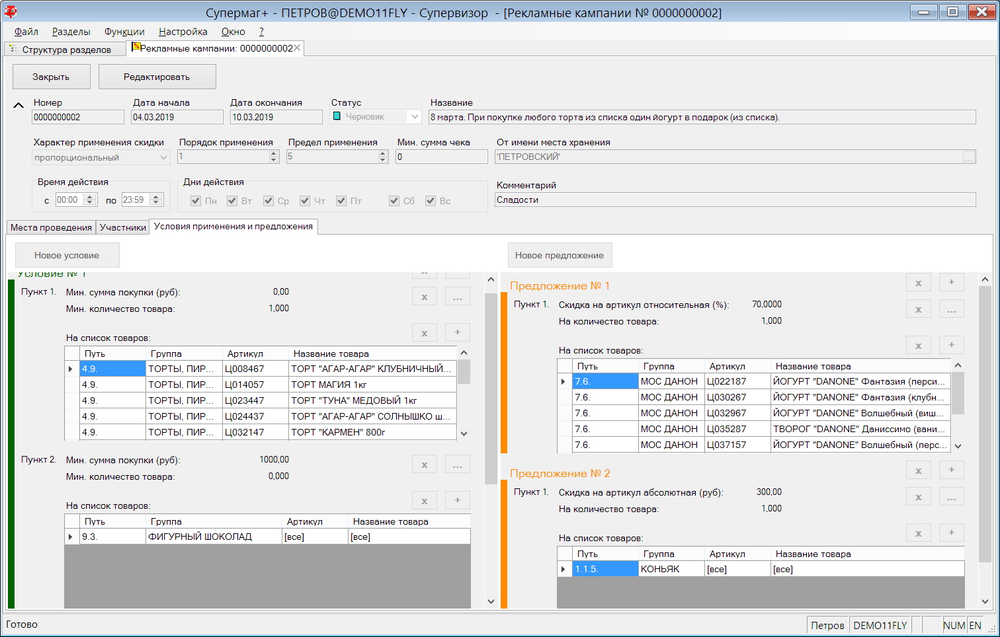 Супермаг+ - ПЕТРОВ@DEMO11FLY - Супервизор - [Рекламные кампании № 0000000002]
Файл Разделы Функции Настройка Окно ?
Структура разделов Рекламные кампании: 0000000002
Закрыть Редактировать
Номер Дата начала Дата окончания Статус Название
0000000002 04.03.2019 10.03.2019 Черновик 8 марта. При покупке любого торта из списка один йогурт в подарок (из списка).
Характер применения скидки Порядок применения Предел применения Мин. сумма чека От имени места хранения
пропорциональный 1 5 0 'ПЕТРОВСКИЙ' ...
Время действия Дни действия Комментарий
с 00:00 по 23:59 Пн Вт Ср Чт Пт Сб Вс Сладости
Места проведения Участники Условия применения и предложения
Новое условие
Условие № 1
Пункт 1. Мин. сумма покупки (руб): 0,00 x ...
Мин. количество товара: 1,000
На список товаров: x +
Путь Группа Артикул Название товара
4.9. ТОРТЫ, ПИР... Ц008467 ТОРТ "АГАР-АГАР" КЛУБНИЧНЫЙ...
4.9. ТОРТЫ, ПИР... Ц014057 ТОРТ МАГИЯ 1кг
4.9. ТОРТЫ, ПИР... Ц023447 ТОРТ "ТУНА" МЕДОВЫЙ 1кг
4.9. ТОРТЫ, ПИР... Ц024437 ТОРТ "АГАР-АГАР" СОЛНЫШКО ш...
4.9. ТОРТЫ, ПИР... Ц032147 ТОРТ "КАРМЕН" 800г
Пункт 2. Мин. сумма покупки (руб): 1000,00 x ...
Мин. количество товара: 0,000
На список товаров: x +
Путь Группа Артикул Название товара
9.3. ФИГУРНЫЙ ШОКОЛАД [все] [все]
Новое предложение
Предложение № 1 x +
Пункт 1. Скидка на артикул относительная (%): 70,0000 x ...
На количество товара: 1,000
На список товаров: x +
Путь Группа Артикул Название товара
7.6. МОС ДАНОН Ц022187 ЙОГУРТ "DANONE" Фантазия (перси...
7.6. МОС ДАНОН Ц030267 ЙОГУРТ "DANONE" Фантазия (клубн...
7.6. МОС ДАНОН Ц032967 ЙОГУРТ "DANONE" Волшебный (виш...
7.6. МОС ДАНОН Ц035287 ТВОРОГ "DANONE" Даниссимо (вани...
7.6. МОС ДАНОН Ц037157 ЙОГУРТ "DANONE" Волшебный (перс...
Предложение № 2 x +
Пункт 1. Скидка на артикул абсолютная (руб): 300,00 x ...
На количество товара: 1,000
На список товаров: x +
Путь Группа Артикул Название товара
1.1.5. КОНЬЯК [все] [все]
Готово Петров DEMO11FLY NUM EN